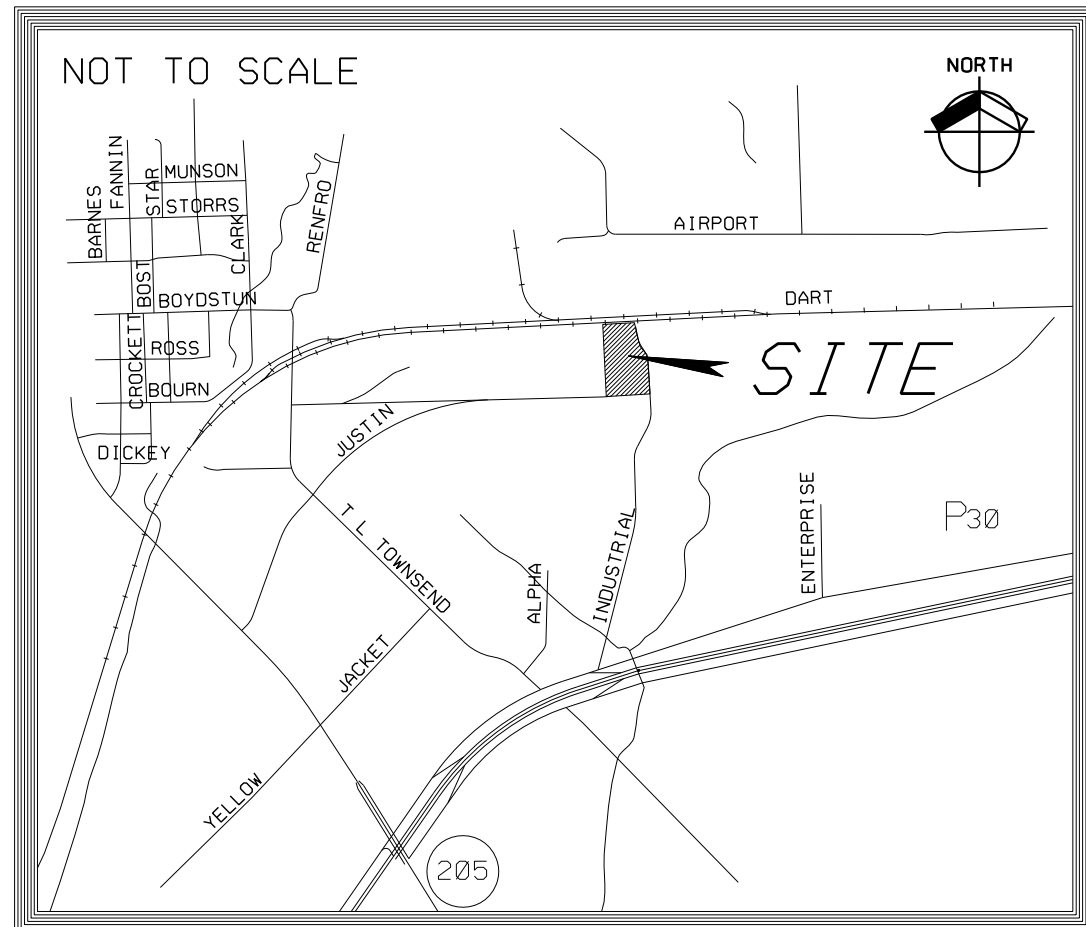 NOT TO SCALE
NORTH
FANNIN
BARNES
STAR
MUNSON
STORRS
CLARK
RENFRO
AIRPORT
BOST
BOYDSTUN
DART
CROCKETT
ROSS
BOURN
SITE
JUSTIN
DICKEY
T L TOWNSEND
ALPHA
INDUSTRIAL
ENTERPRISE
P30
JACKET
YELLOW
205